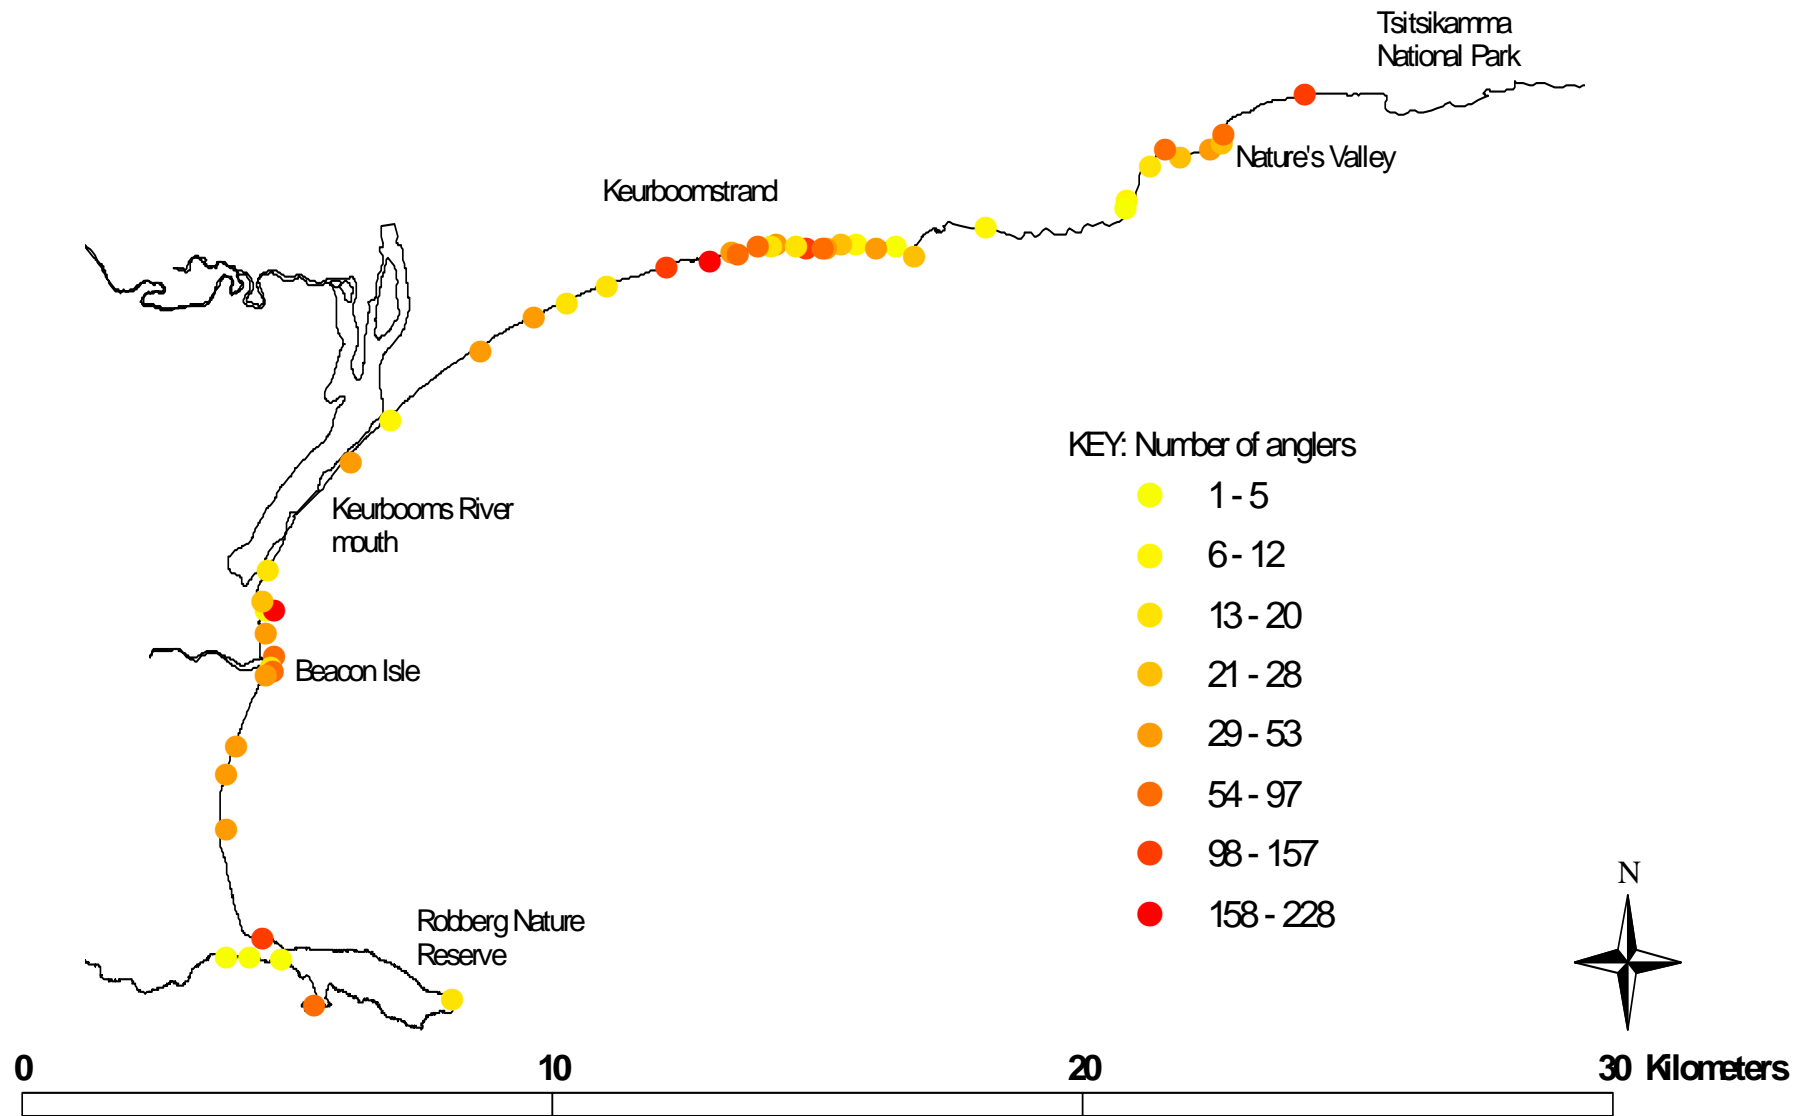 Tsitsikamma
National Park
Nature's Valley
Keurboomstrand
KEY: Number of anglers
1 - 5
6 - 12
13 - 20
21 - 28
29 - 53
54 - 97
98 - 157
158 - 228
Keurbooms River
mouth
Beacon Isle
Robberg Nature
Reserve
N
0 10 20 30 Kilometers